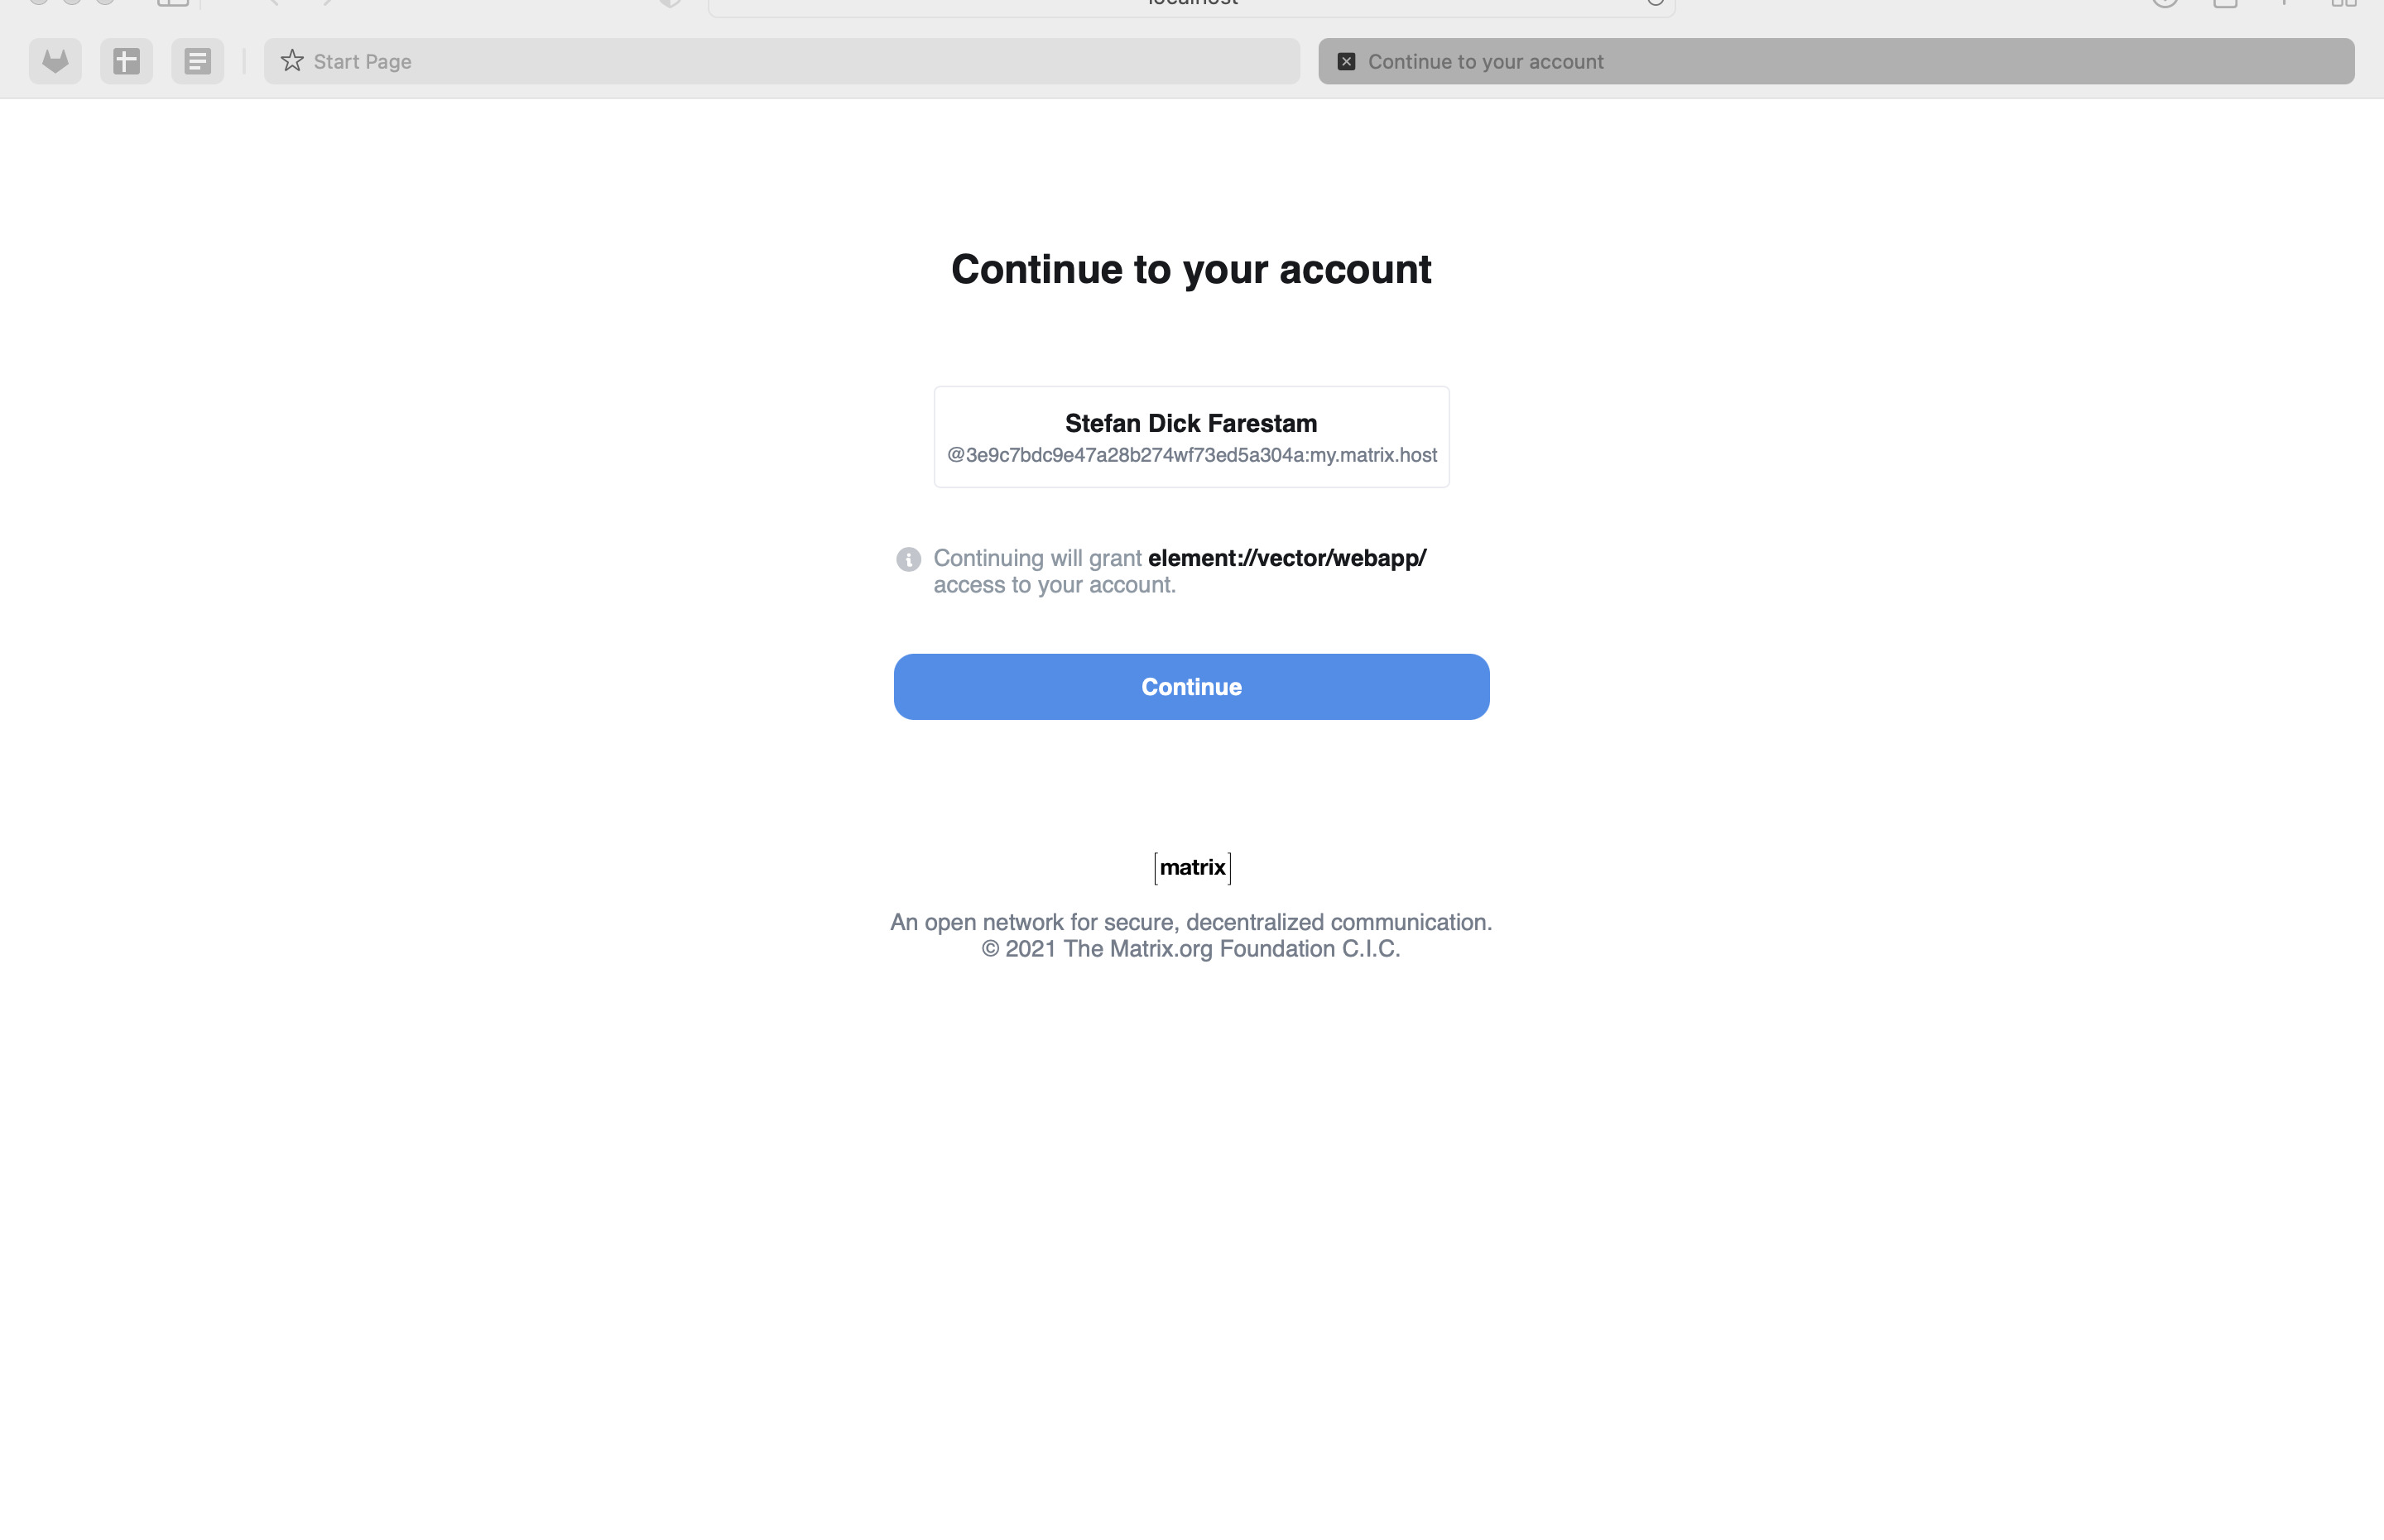 localhost
Start Page
Continue to your account
Continue to your account
Stefan Dick Farestam
@3e9c7bdc9e47a28b274wf73ed5a304a:my.matrix.host
Continuing will grant element://vector/webapp/
access to your account.
Continue
[matrix]
An open network for secure, decentralized communication.
© 2021 The Matrix.org Foundation C.I.C.